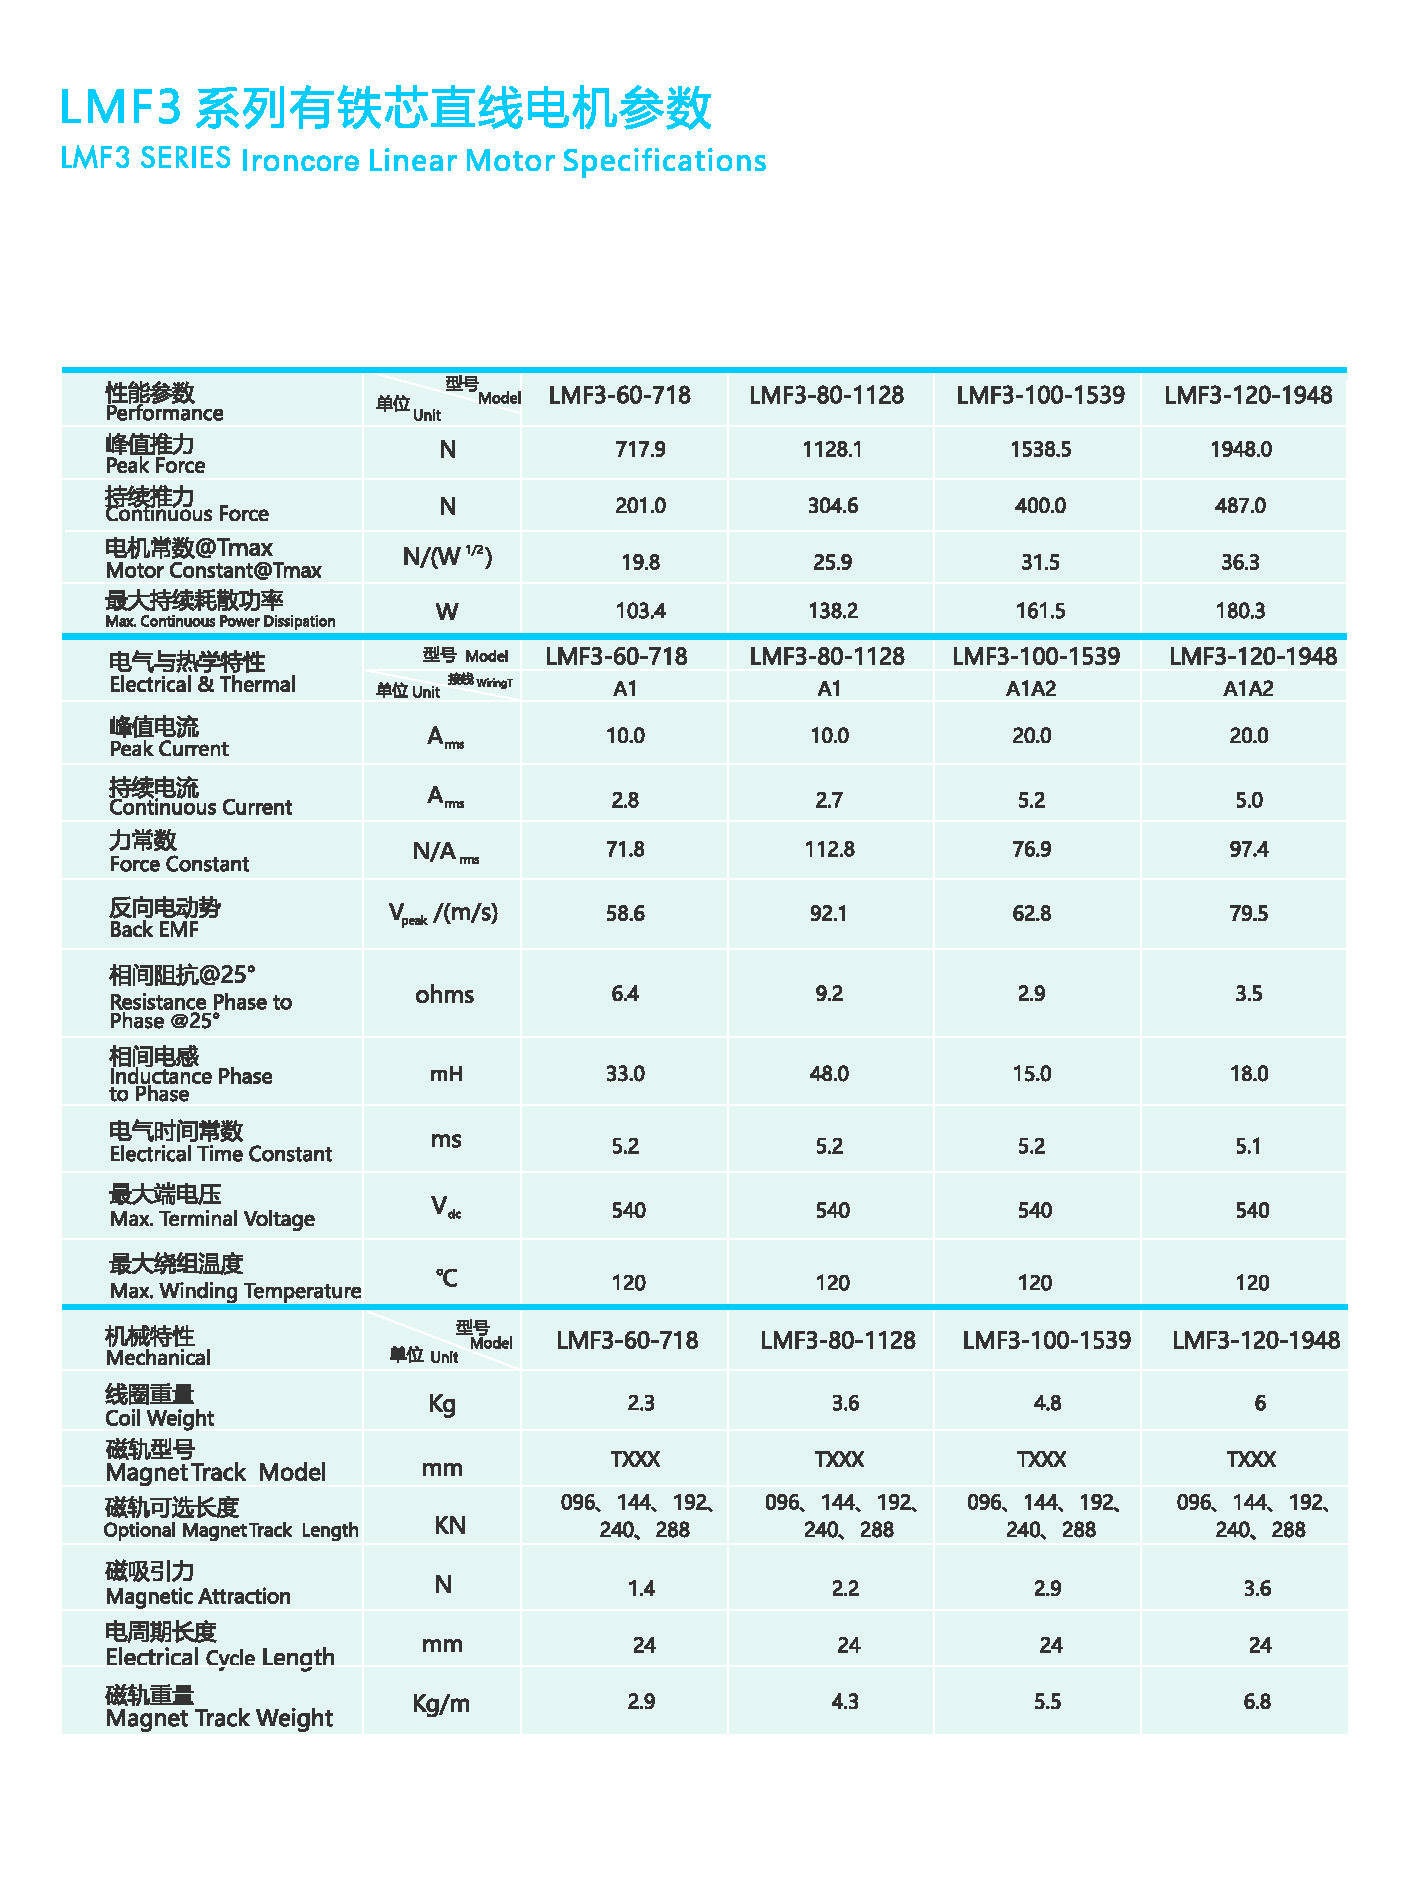 LMF3 系列有铁芯直线电机参数
LMF3 SERIES Ironcore Linear Motor Specifications
性能参数 Performance 单位 Unit 型号 Model LMF3-60-718 LMF3-80-1128 LMF3-100-1539 LMF3-120-1948
峰值推力
Peak Force N 717.9 1128.1 1538.5 1948.0
持续推力
Continuous Force N 201.0 304.6 400.0 487.0
电机常数@Tmax
Motor Constant@Tmax N/(W 1/2) 19.8 25.9 31.5 36.3
最大持续耗散功率
Max. Continuous Power Dissipation W 103.4 138.2 161.5 180.3
电气与热学特性 型号 Model LMF3-60-718 LMF3-80-1128 LMF3-100-1539 LMF3-120-1948
Electrical & Thermal 单位 Unit 接线 WiringT A1 A1 A1A2 A1A2
峰值电流
Peak Current Arms 10.0 10.0 20.0 20.0
持续电流
Continuous Current Arms 2.8 2.7 5.2 5.0
力常数
Force Constant N/Arms 71.8 112.8 76.9 97.4
反向电动势
Back EMF Vpeak /(m/s) 58.6 92.1 62.8 79.5
相间阻抗@25°
Resistance Phase to
Phase @25° ohms 6.4 9.2 2.9 3.5
相间电感
Inductance Phase
to Phase mH 33.0 48.0 15.0 18.0
电气时间常数
Electrical Time Constant ms 5.2 5.2 5.2 5.1
最大端电压
Max. Terminal Voltage Vdc 540 540 540 540
最大绕组温度
Max. Winding Temperature ℃ 120 120 120 120
机械特性
Mechanical 单位 Unit 型号 Model LMF3-60-718 LMF3-80-1128 LMF3-100-1539 LMF3-120-1948
线圈重量
Coil Weight Kg 2.3 3.6 4.8 6
磁轨型号
Magnet Track Model mm TXXX TXXX TXXX TXXX
磁轨可选长度 096、144、192、 096、144、192、 096、144、192、 096、144、192、
Optional Magnet Track Length KN 240、288 240、288 240、288 240、288
磁吸引力
Magnetic Attraction N 1.4 2.2 2.9 3.6
电周期长度
Electrical Cycle Length mm 24 24 24 24
磁轨重量
Magnet Track Weight Kg/m 2.9 4.3 5.5 6.8